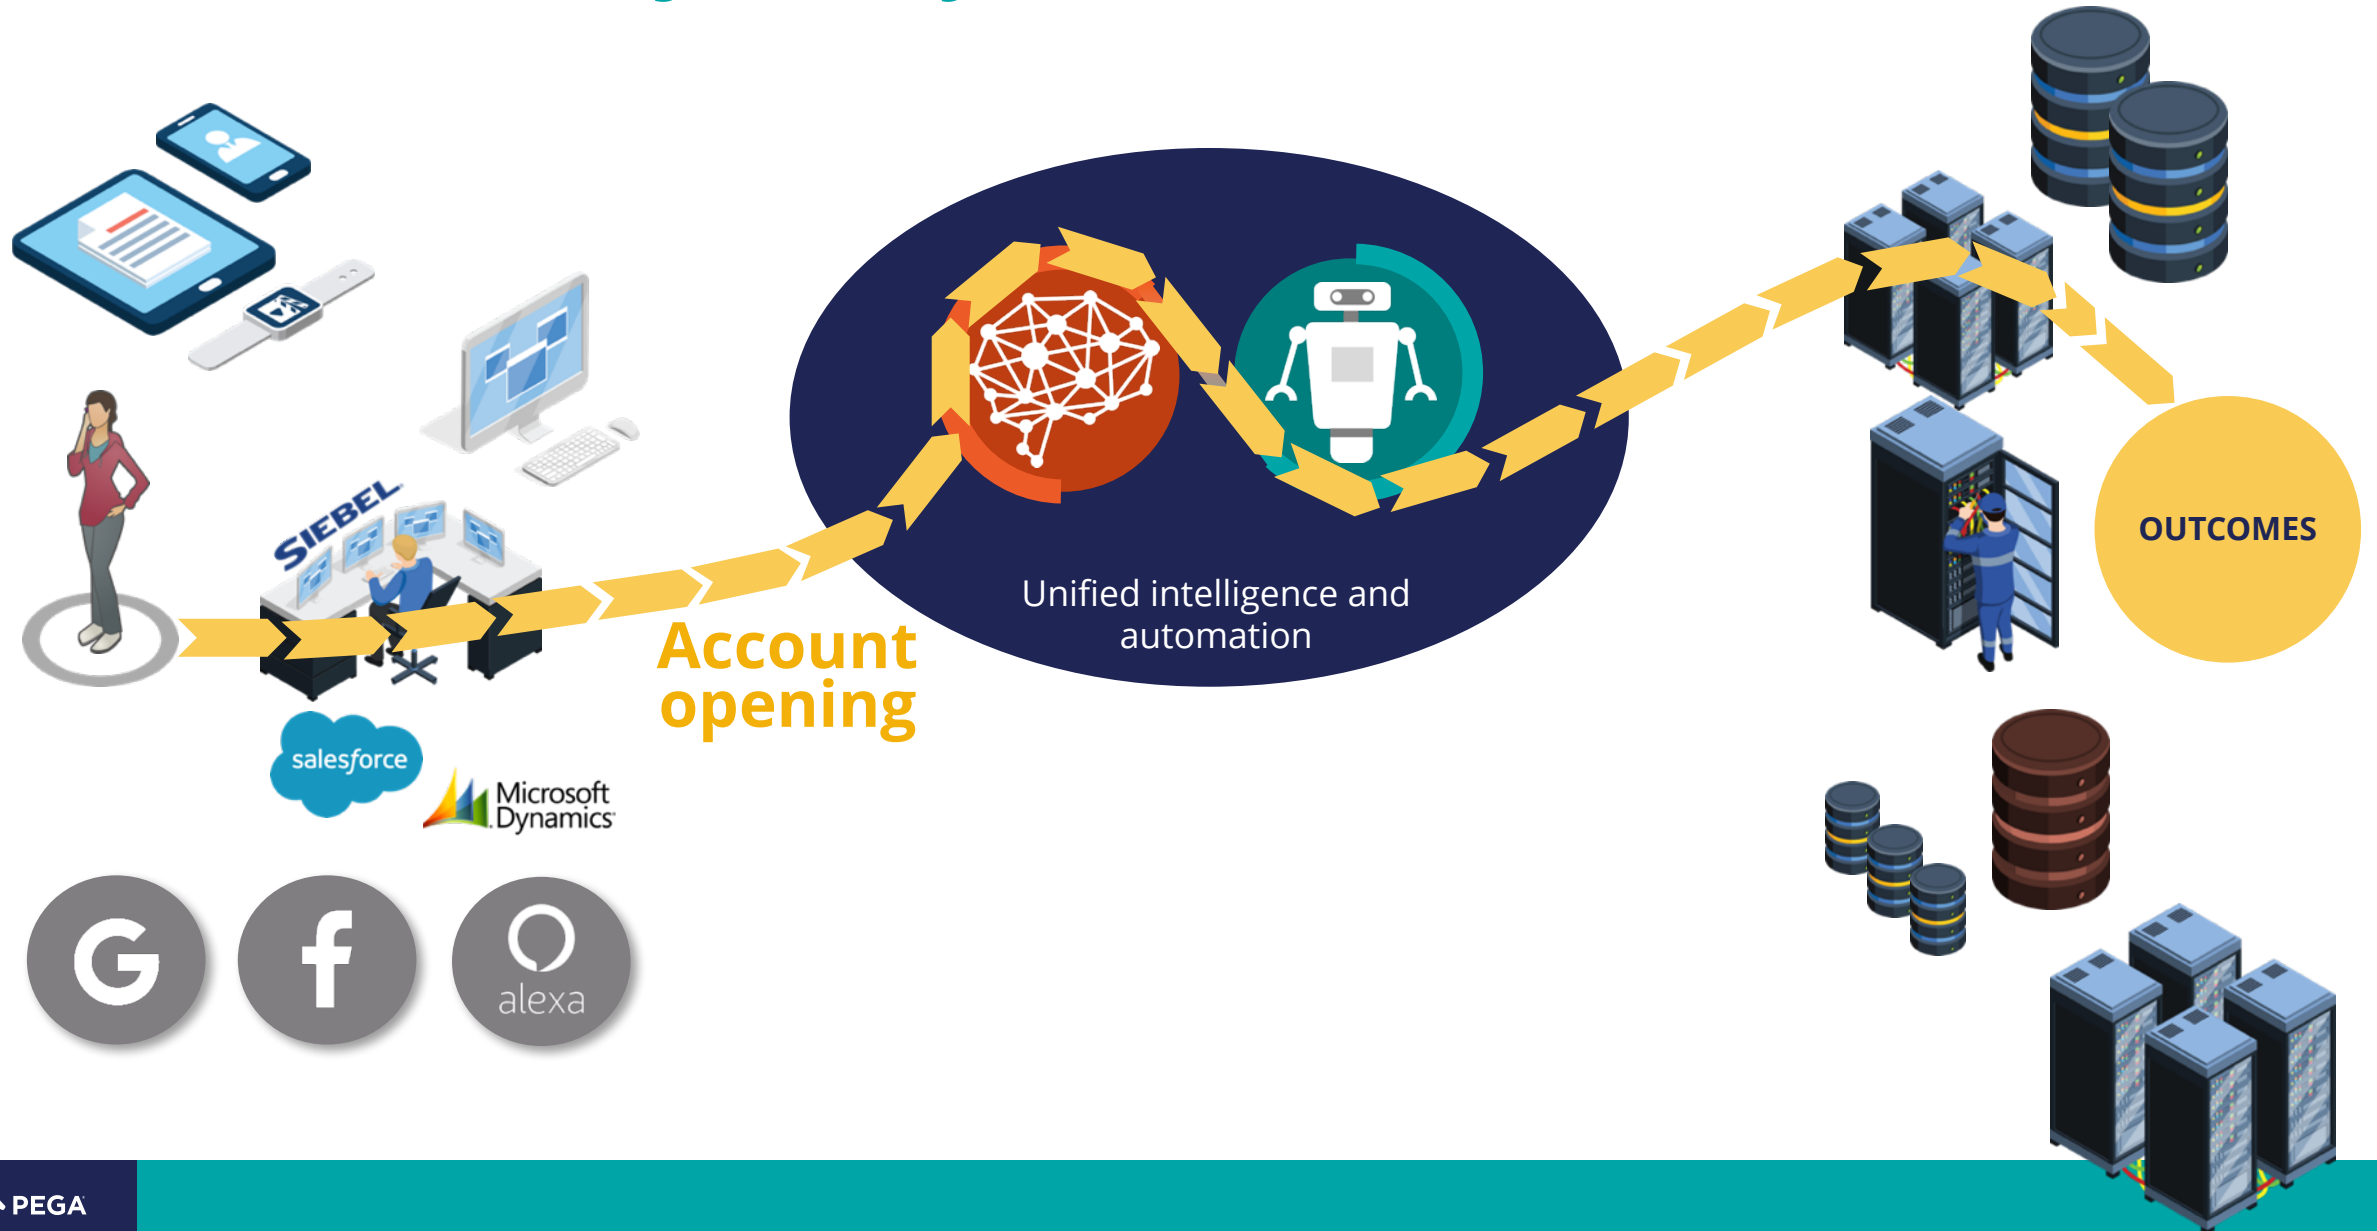 SIEBEL
Unified intelligence and
automation
OUTCOMES
Account
opening
salesforce
Microsoft
Dynamics
G
f
alexa
PEGA